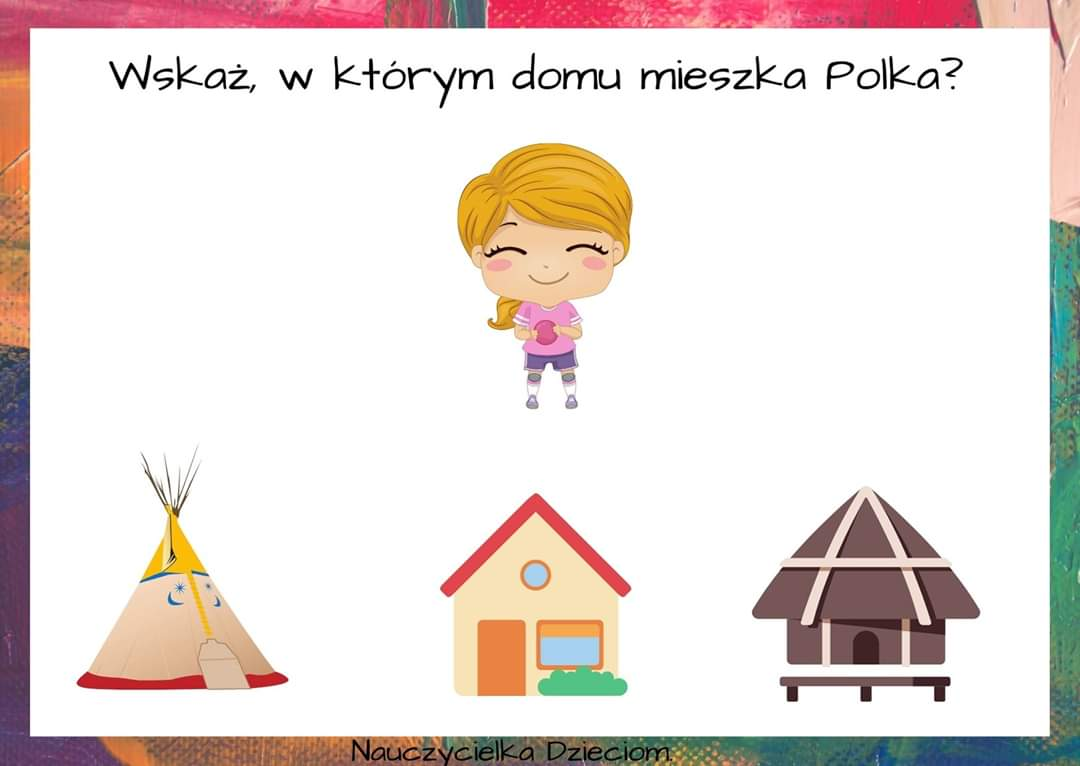 Wskaż, w którym domu mieszka Polka?
Nauczycielka Dzieciom.